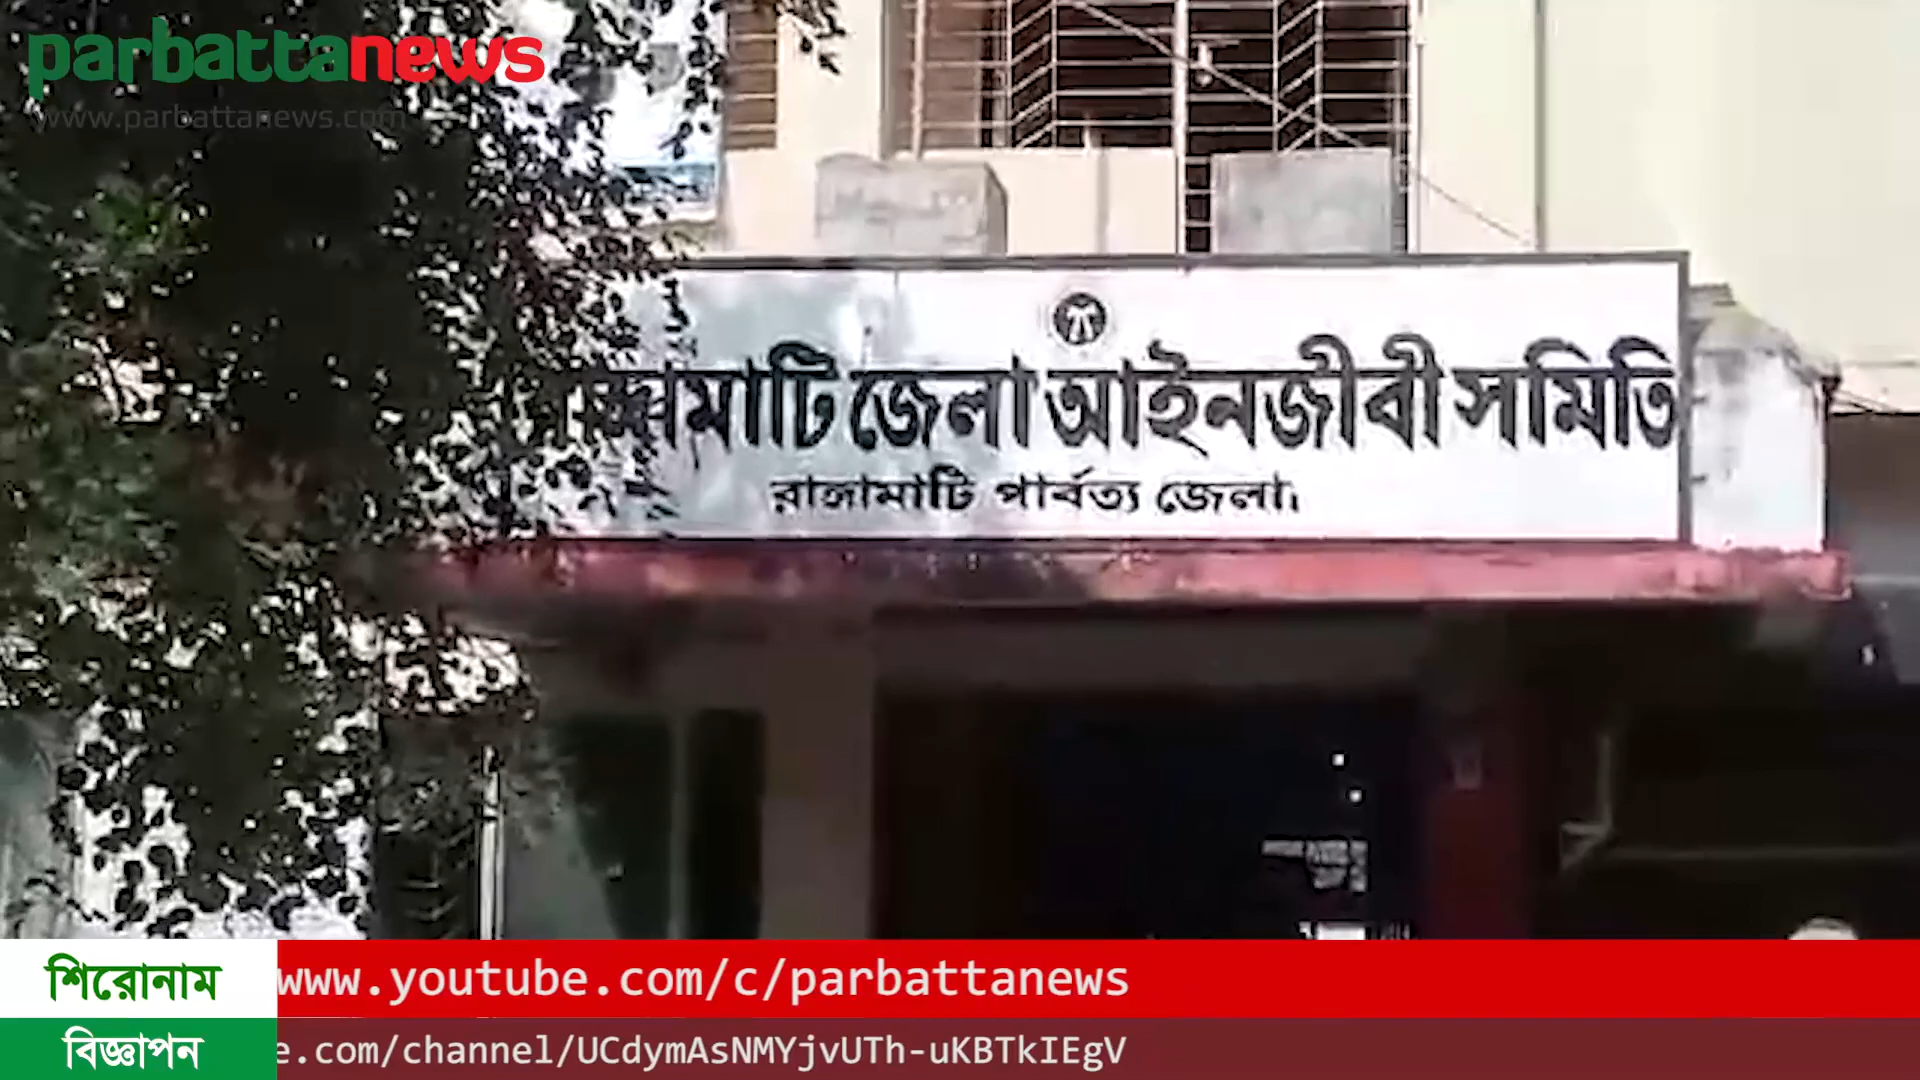 parbattanews
www.parbattanews.com
জেলা আইনজীবী সমিতি
রাঙ্গামাটি পার্বত্য জেলা।
শিরোনাম
www.youtube.com/c/parbattanews
বিজ্ঞাপন
e.com/channel/UCdymAsNMYjvUTh-uKBTkIEgV